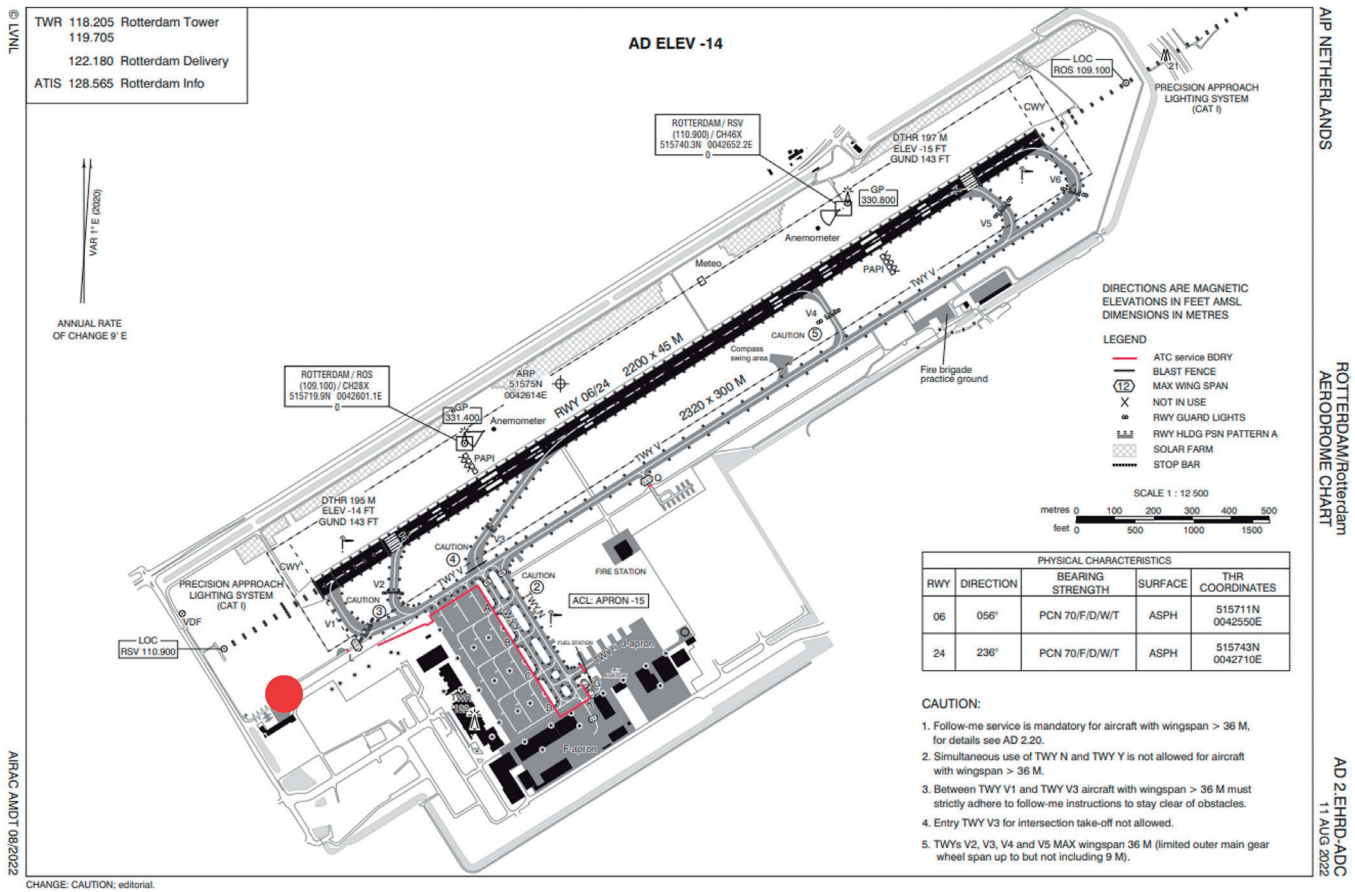 © LVNL
TWR 118.205 Rotterdam Tower
119.705
122.180 Rotterdam Delivery
ATIS 128.565 Rotterdam Info
AD ELEV -14
AIP NETHERLANDS
VAR 1° E (2020)
ANNUAL RATE
OF CHANGE 9' E
ROTTERDAM / RSV
(110.900) / CH46X
515740.3N 0042652.2E
0
LOC
ROS 109.100
21
PRECISION APPROACH
LIGHTING SYSTEM
(CAT I)
CWY
DTHR 197 M
ELEV -15 FT
GUND 143 FT
GP
330.800
Anemometer
V6
V5
PAPI
TWY V
Meteo
V4
CAUTION 5
Compass
swing area
Fire brigade
practice ground
DIRECTIONS ARE MAGNETIC
ELEVATIONS IN FEET AMSL
DIMENSIONS IN METRES
LEGEND
ATC service BDRY
BLAST FENCE
12 MAX WING SPAN
X NOT IN USE
RWY GUARD LIGHTS
RWY HLDG PSN PATTERN A
SOLAR FARM
STOP BAR
SCALE 1 : 12 500
metres 0 100 200 300 400 500
feet 0 500 1000 1500
ROTTERDAM/Rotterdam
AERODROME CHART
ROTTERDAM / ROS
(109.100) / CH28X
515719.9N 0042601.1E
0
ARP
51575N
0042614E
RWY 06/24 2200 x 45 M
2320 x 300 M
GP
331.400
Anemometer
PAPI
TWY V
Q
DTHR 195 M
ELEV -14 FT
GUND 143 FT
CWY
PRECISION APPROACH
LIGHTING SYSTEM
(CAT I)
VDF
LOC
RSV 110.900
V1
V2
V3
CAUTION
3
CAUTION
4
TWY V
CAUTION
2
TWY N
L
A
B
C
D
G
FIRE STATION
ACL: APRON -15
FUEL STATION
J-apron
F-apron
TWR
PHYSICAL CHARACTERISTICS
RWY DIRECTION BEARING STRENGTH SURFACE THR COORDINATES
06 056° PCN 70/F/D/W/T ASPH 515711N 0042550E
24 236° PCN 70/F/D/W/T ASPH 515743N 0042710E
CAUTION:
1. Follow-me service is mandatory for aircraft with wingspan > 36 M,
for details see AD 2.20.
2. Simultaneous use of TWY N and TWY Y is not allowed for aircraft
with wingspan > 36 M.
3. Between TWY V1 and TWY V3 aircraft with wingspan > 36 M must
strictly adhere to follow-me instructions to stay clear of obstacles.
4. Entry TWY V3 for intersection take-off not allowed.
5. TWYs V2, V3, V4 and V5 MAX wingspan 36 M (limited outer main gear
wheel span up to but not including 9 M).
AIRAC AMDT 08/2022
AD 2.EHRD-ADC
11 AUG 2022
CHANGE: CAUTION; editorial.